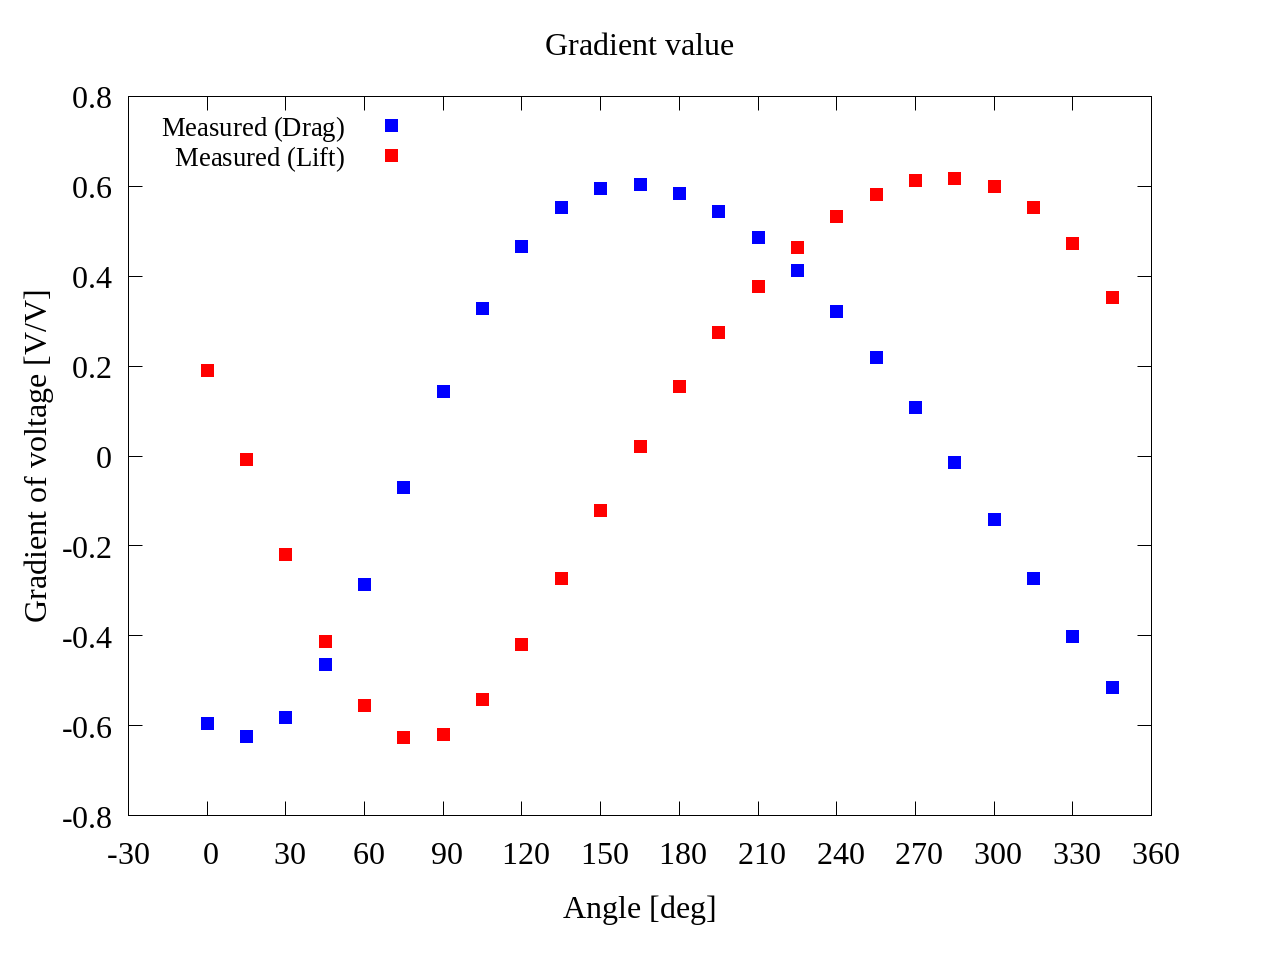 Gradient value
Measured (Drag)
Measured (Lift)
Gradient of voltage [V/V]
0.8
0.6
0.4
0.2
0
-0.2
-0.4
-0.6
-0.8
-30 0 30 60 90 120 150 180 210 240 270 300 330 360
Angle [deg]